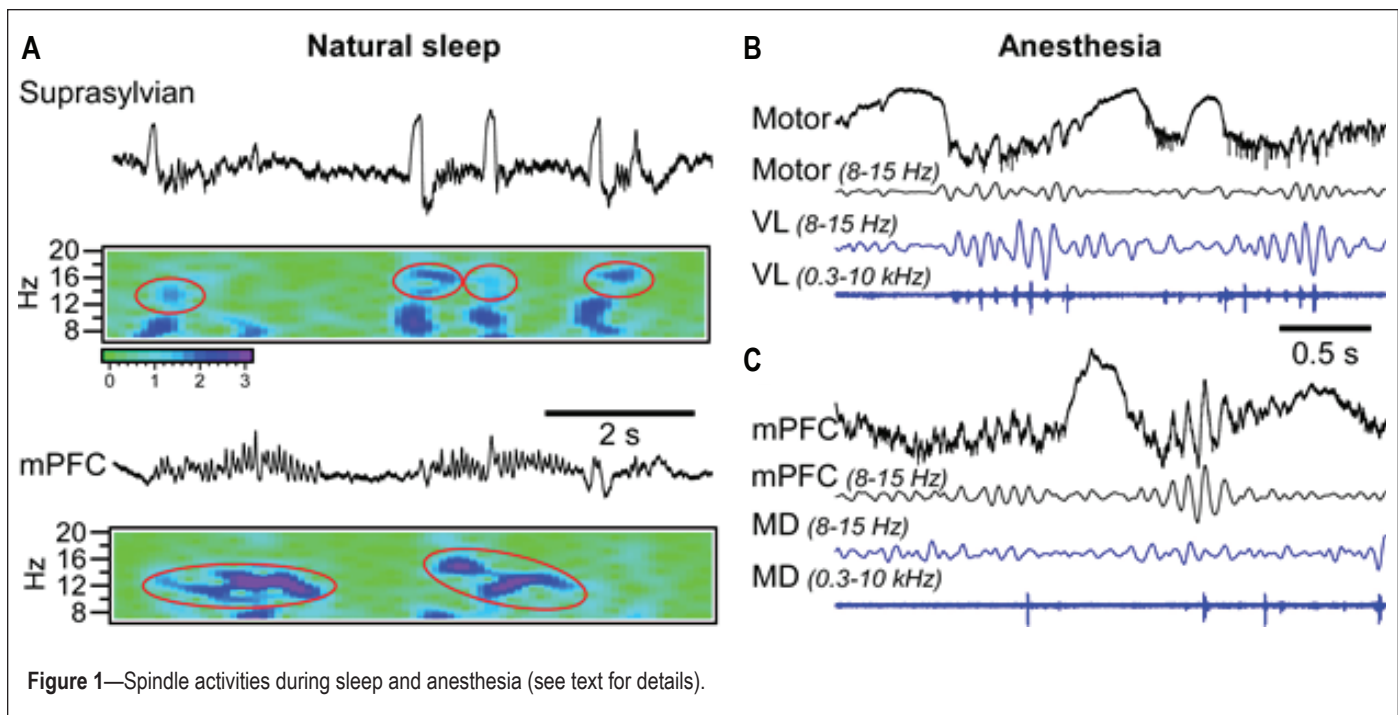 A
Natural sleep
Suprasylvian
20
16
12
8
Hz
0 1 2 3
2 s
mPFC
20
16
12
8
Hz
B
Anesthesia
Motor
Motor (8-15 Hz)
VL (8-15 Hz)
VL (0.3-10 kHz)
0.5 s
C
mPFC
mPFC (8-15 Hz)
MD (8-15 Hz)
MD (0.3-10 kHz)
Figure 1—Spindle activities during sleep and anesthesia (see text for details).